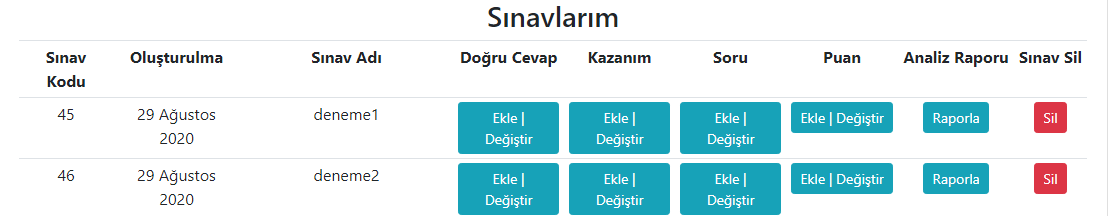 Sınavlarım
Sınav Kodu Oluşturulma Sınav Adı Doğru Cevap Kazanım Soru Puan Analiz Raporu Sınav Sil
45 29 Ağustos 2020 deneme1 Ekle | Değiştir Ekle | Değiştir Ekle | Değiştir Ekle | Değiştir Raporla Sil
46 29 Ağustos 2020 deneme2 Ekle | Değiştir Ekle | Değiştir Ekle | Değiştir Ekle | Değiştir Raporla Sil